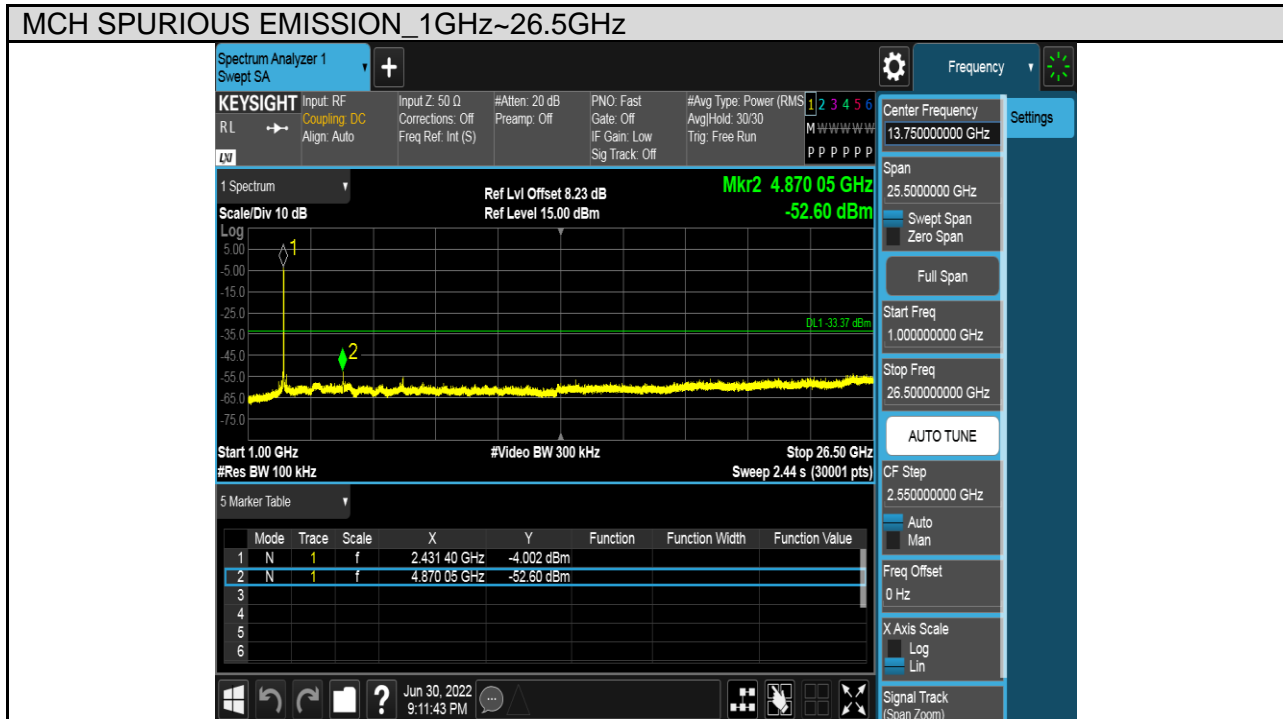 MCH SPURIOUS EMISSION_1GHz~26.5GHz
Spectrum Analyzer 1
Swept SA
Frequency
KEYSIGHT
RL
LXI
Input: RF
Coupling: DC
Align: Auto
Input Z: 50 Ω
Corrections: Off
Freq Ref: Int (S)
#Atten: 20 dB
Preamp: Off
PNO: Fast
Gate: Off
IF Gain: Low
Sig Track: Off
#Avg Type: Power (RMS
Avg|Hold: 30/30
Trig: Free Run
1 2 3 4 5 6
M W W W W W
P P P P P P
1 Spectrum
Scale/Div 10 dB
Ref Lvl Offset 8.23 dB
Ref Level 15.00 dBm
Mkr2 4.870 05 GHz
-52.60 dBm
Log
5.00
-5.00
-15.0
-25.0
-35.0
-45.0
-55.0
-65.0
-75.0
1
2
DL1 -33.37 dBm
Start 1.00 GHz
#Video BW 300 kHz
Stop 26.50 GHz
#Res BW 100 kHz
Sweep 2.44 s (30001 pts)
5 Marker Table
Mode Trace Scale X Y Function Function Width Function Value
1 N 1 f 2.431 40 GHz -4.002 dBm
2 N 1 f 4.870 05 GHz -52.60 dBm
3
4
5
6
Jun 30, 2022
9:11:43 PM
Center Frequency
13.75000000 GHz
Settings
Span
25.5000000 GHz
Swept Span
Zero Span
Full Span
Start Freq
1.000000000 GHz
Stop Freq
26.500000000 GHz
AUTO TUNE
CF Step
2.550000000 GHz
Auto
Man
Freq Offset
0 Hz
X Axis Scale
Log
Lin
Signal Track
(Span Zoom)